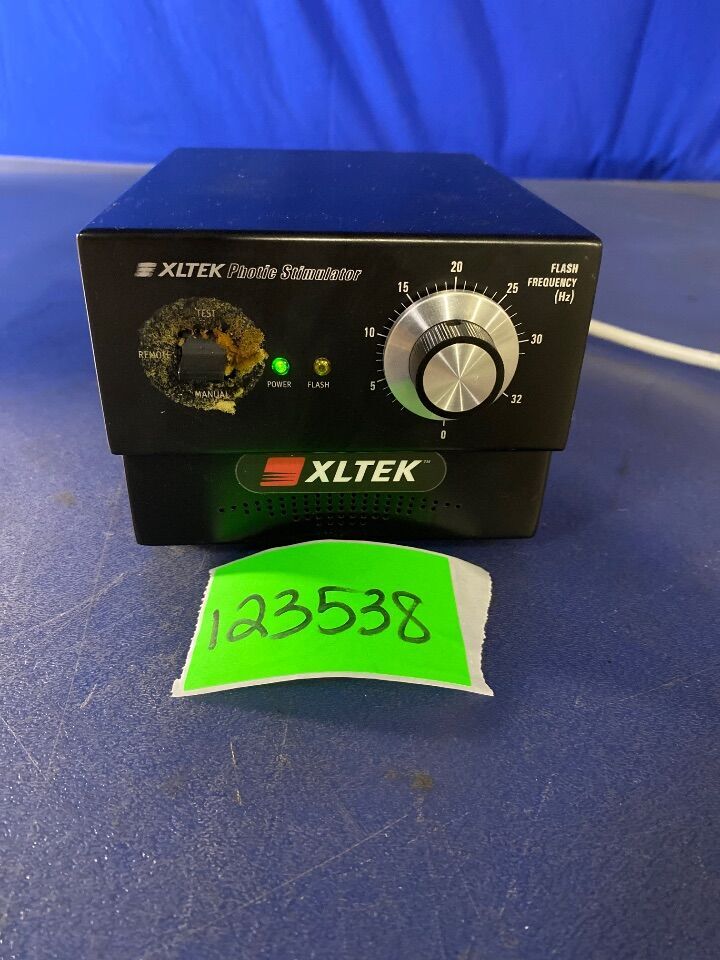 XLTEK Photic Stimulator
FLASH
FREQUENCY
(Hz)
TEST
REMOTE
MANUAL
POWER FLASH
0
5
10
15
20
25
30
32
XLTEK™
123538